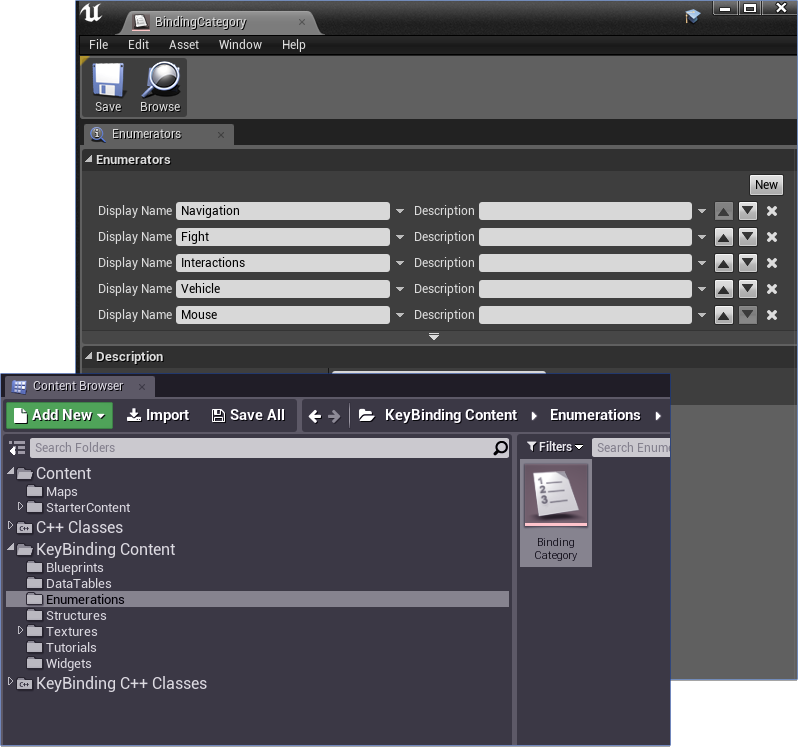 BindingCategory
File Edit Asset Window Help
Save Browse
Enumerators
Enumerators
New
Display Name Navigation Description
Display Name Fight Description
Display Name Interactions Description
Display Name Vehicle Description
Display Name Mouse Description
Description
Content Browser
Add New Import Save All KeyBinding Content Enumerations
Search Folders
Filters Search Enume
Content
Maps
StarterContent
C++ Classes
KeyBinding Content
Blueprints
DataTables
Enumerations
Structures
Textures
Tutorials
Widgets
KeyBinding C++ Classes
1
2
3
Binding
Category